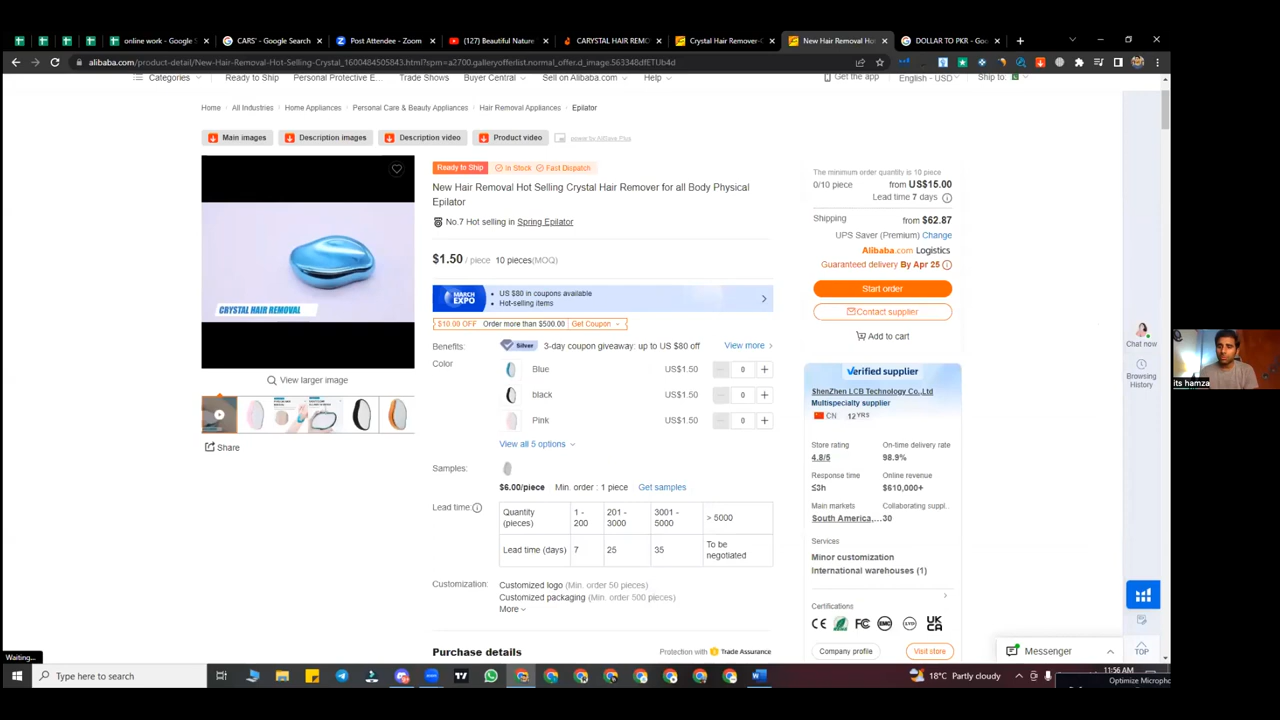 online work - Google S
CARS' - Google Search
Post Attendee - Zoom
(127) Beautiful Nature
CARYSTAL HAIR REMO
Crystal Hair Remover-C
New Hair Removal Hot
DOLLAR TO PKR - Goog
alibaba.com/product-detail/New-Hair-Removal-Hot-Selling-Crystal_1600484505843.html?spm=a2700.galleryofferlist.normal_offer.d_image.563348dfETUb4d
Categories
Ready to Ship
Personal Protective E...
Trade Shows
Buyer Central
Sell on Alibaba.com
Help
Get the app
English - USD
Ship to:
Home
All Industries
Home Appliances
Personal Care & Beauty Appliances
Hair Removal Appliances
Epilator
Main images
Description images
Description video
Product video
power by AliBaba Plus
Ready to Ship
In Stock
Fast Dispatch
New Hair Removal Hot Selling Crystal Hair Remover for all Body Physical
Epilator
No.7 Hot selling in Spring Epilator
$1.50 / piece 10 pieces(MOQ)
MARCH
EXPO
• US $80 in coupons available
• Hot-selling items
$10.00 OFF Order more than $500.00 Get Coupon
Benefits: Silver 3-day coupon giveaway: up to US $80 off View more
Color
Blue US$1.50 0 +
black US$1.50 0 +
Pink US$1.50 0 +
View all 5 options
Samples:
$6.00/piece Min. order : 1 piece Get samples
Lead time:
Quantity (pieces) 1 - 200 201 - 3000 3001 - 5000 > 5000
Lead time (days) 7 25 35 To be negotiated
Customization:
Customized logo (Min. order 50 pieces)
Customized packaging (Min. order 500 pieces)
More
Purchase details
Protection with Trade Assurance
CRYSTAL HAIR REMOVAL
View larger image
Share
The minimum order quantity is 10 piece
0/10 piece from US$15.00
Lead time 7 days
Shipping from $62.87
UPS Saver (Premium) Change
Alibaba.com Logistics
Guaranteed delivery By Apr 25
Start order
Contact supplier
Add to cart
Verified supplier
ShenZhen LCB Technology Co.,Ltd
Multispecialty supplier
CN 12 YRS
Store rating On-time delivery rate
4.8/5 98.9%
Response time Online revenue
≤3h $610,000+
Main markets Collaborating suppl..
South America,... 30
Services
Minor customization
International warehouses (1)
Certifications
CE FC EMC LVD UK CA
Company profile
Visit store
Chat now
Browsing
History
its hamza
TOP
Messenger
Waiting...
Type here to search
18°C Partly cloudy
11:56 AM
Optimize Micropho